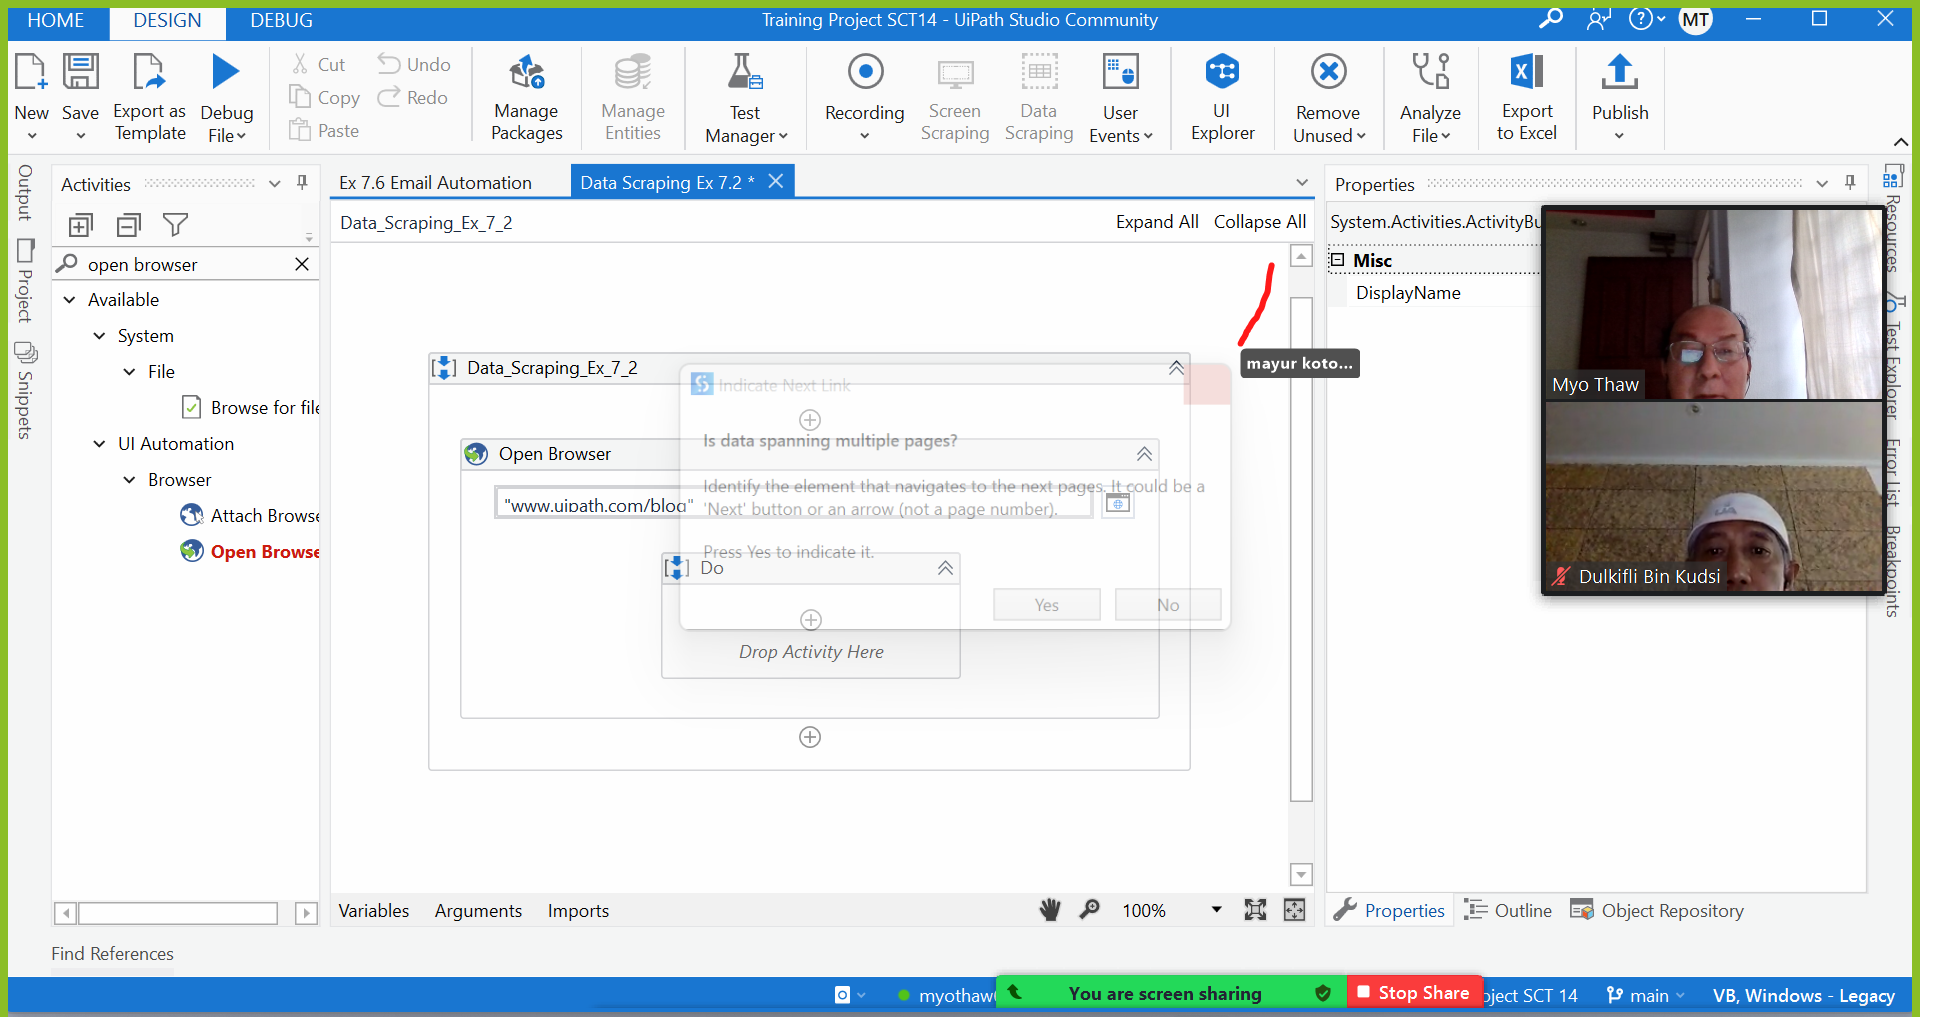 HOME DESIGN DEBUG
Training Project SCT14 - UiPath Studio Community
MT
New
Save
Export as
Template
Debug
File
Cut
Copy
Paste
Undo
Redo
Manage
Packages
Manage
Entities
Test
Manager
Recording
Screen
Scraping
Data
Scraping
User
Events
UI
Explorer
Remove
Unused
Analyze
File
Export
to Excel
Publish
Output
Project
Snippets
Activities
open browser
Available
System
File
Browse for file
UI Automation
Browser
Attach Browse
Open Browse
Ex 7.6 Email Automation
Data Scraping Ex 7.2 *
Data_Scraping_Ex_7_2
Expand All Collapse All
Data_Scraping_Ex_7_2
Open Browser
"www.uipath.com/blog"
Do
Drop Activity Here
Indicate Next Link
Is data spanning multiple pages?
Identify the element that navigates to the next pages. It could be a
'Next' button or an arrow (not a page number).
Press Yes to indicate it.
Yes No
mayur koto...
Properties
System.Activities.ActivityBu
Misc
DisplayName
Myo Thaw
Dulkifli Bin Kudsi
Resources
Test Explorer
Error List
Breakpoints
Variables Arguments Imports
100%
Properties Outline Object Repository
Find References
myothaw
You are screen sharing
Stop Share
oject SCT 14
main
VB, Windows - Legacy